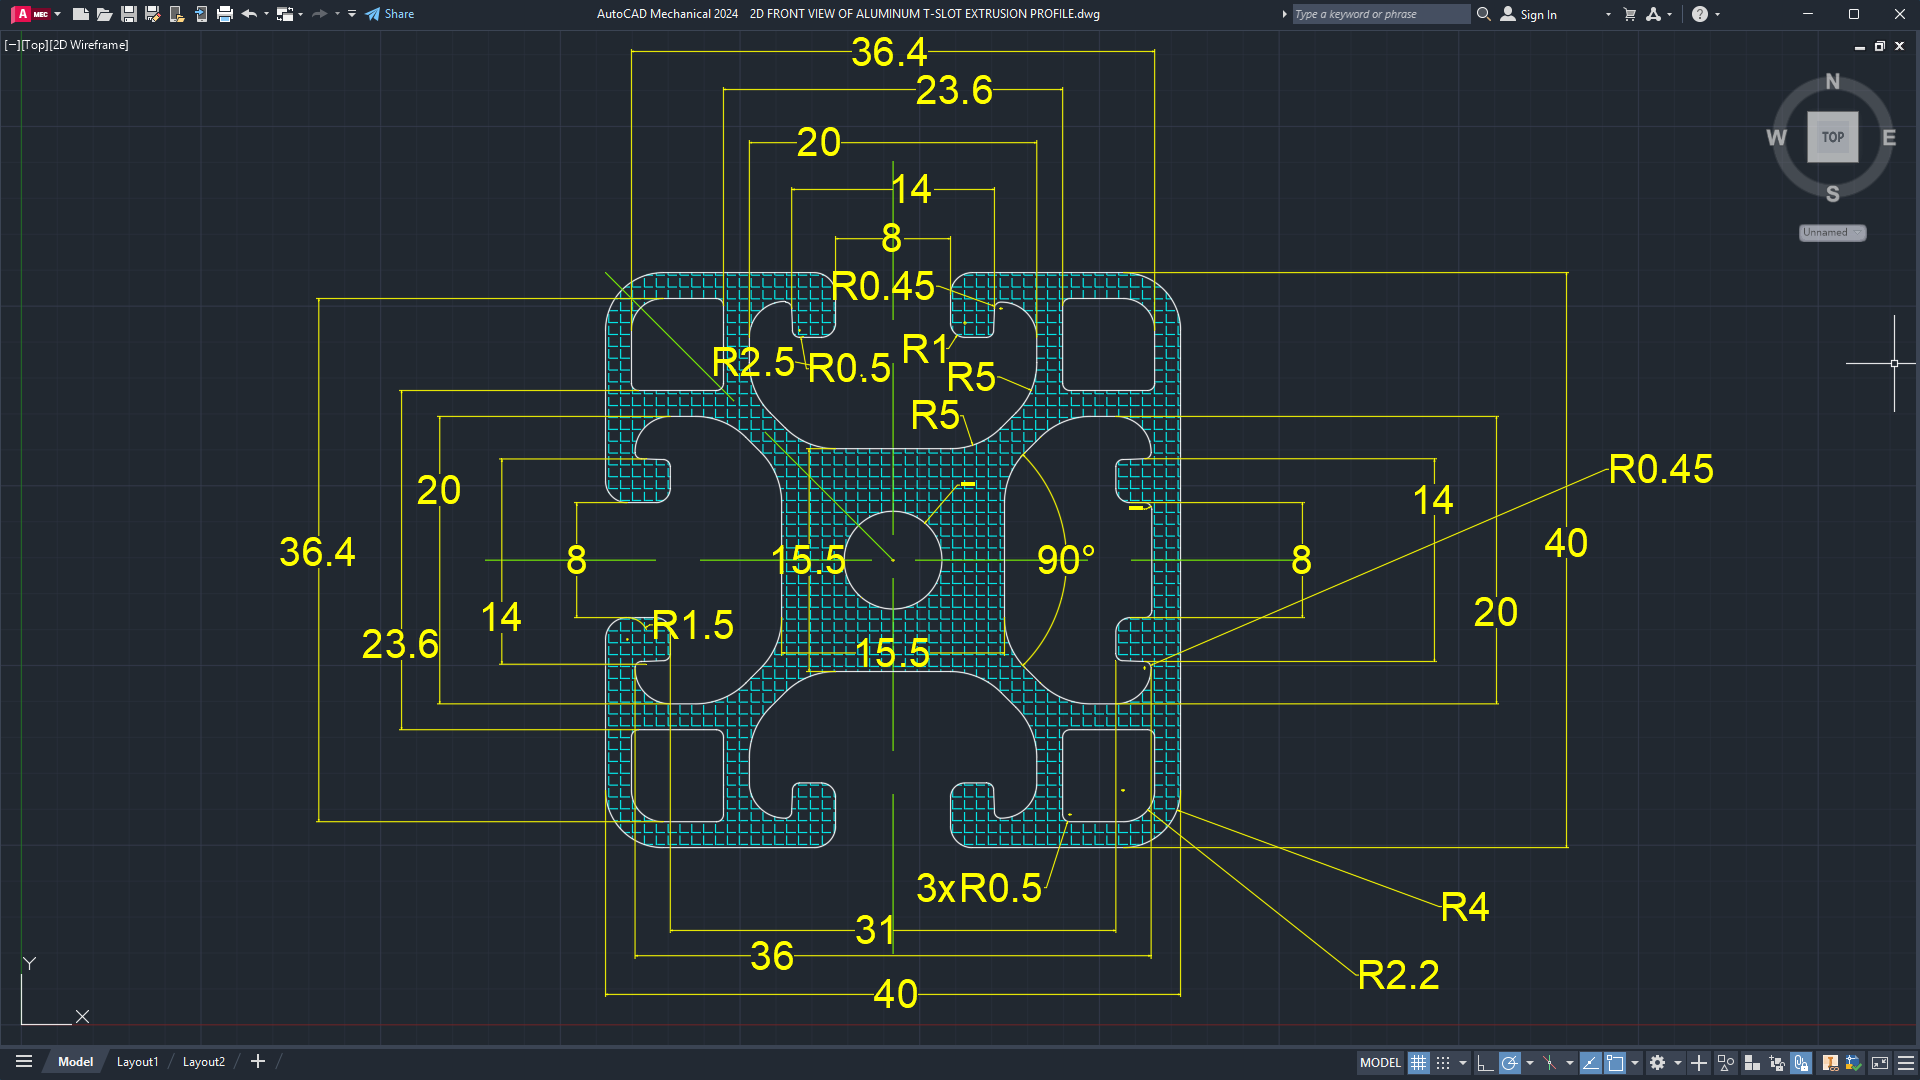 A MEC
Share
AutoCAD Mechanical 2024 2D FRONT VIEW OF ALUMINUM T-SLOT EXTRUSION PROFILE.dwg
Type a keyword or phrase
Sign In
[−][Top][2D Wireframe]
36.4
23.6
20
14
8
R0.45
R2.5
R0.5
R1
R5
R5
N
W
TOP
E
S
Unnamed
20
36.4
14
23.6
8
R1.5
15.5
15.5
90°
8
14
40
20
R0.45
3xR0.5
R4
R2.2
31
36
40
Y
X
Model
Layout1
Layout2
MODEL